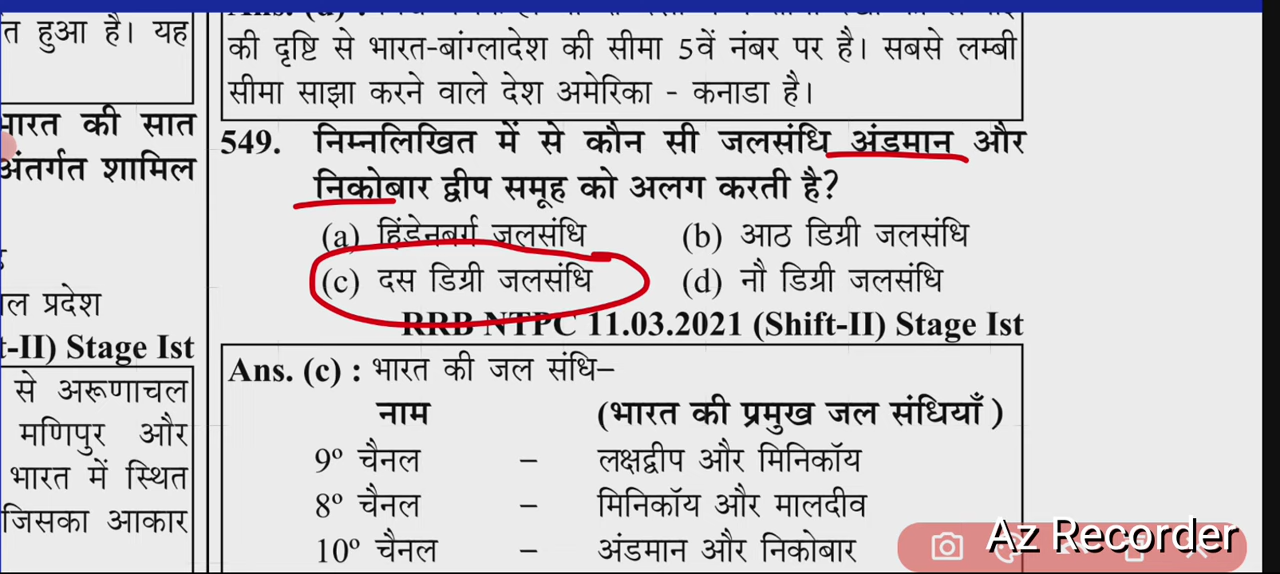 त हुआ है। यह
भारत की सात
अंतर्गत शामिल
ल प्रदेश
t-II) Stage Ist
से अरूणाचल
मणिपुर और
भारत में स्थित
जिसका आकार
की दृष्टि से भारत-बांग्लादेश की सीमा 5वें नंबर पर है। सबसे लम्बी
सीमा साझा करने वाले देश अमेरिका - कनाडा है।
549. निम्नलिखित में से कौन सी जलसंधि अंडमान और
निकोबार द्वीप समूह को अलग करती है?
(a) हिंडेनबर्ग जलसंधि (b) आठ डिग्री जलसंधि
(c) दस डिग्री जलसंधि (d) नौ डिग्री जलसंधि
RRB NTPC 11.03.2021 (Shift-II) Stage Ist
Ans. (c) : भारत की जल संधि–
नाम (भारत की प्रमुख जल संधियाँ )
9º चैनल – लक्षद्वीप और मिनिकॉय
8º चैनल – मिनिकॉय और मालदीव
10º चैनल – अंडमान और निकोबार
Az Recorder